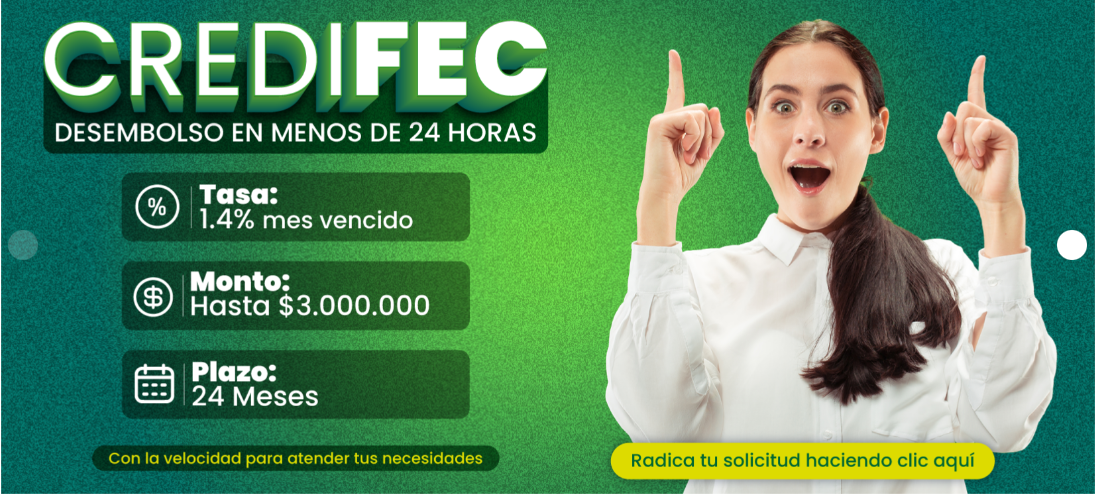 CREDIFEC
DESEMBOLSO EN MENOS DE 24 HORAS
Tasa:
1.4% mes vencido
Monto:
Hasta $3.000.000
Plazo:
24 Meses
Con la velocidad para atender tus necesidades
Radica tu solicitud haciendo clic aquí